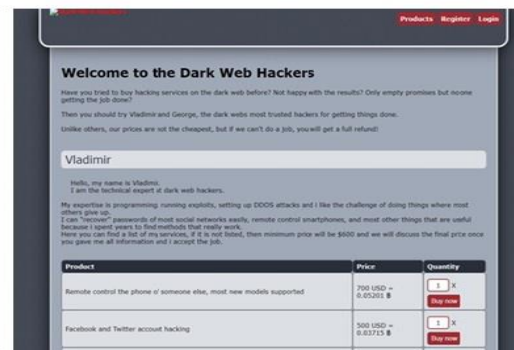 Products Register Login
Welcome to the Dark Web Hackers
Have you tried to buy hacking services on the dark web before? Not happy with the results? Only empty promises but noone
getting the job done?
Then you should try Vladimir and George, the dark webs most trusted hackers for getting things done.
Unlike others, our prices are not the cheapest, but if we can't do a job, you will get a full refund!
Vladimir
Hello, my name is Vladimir.
I am the technical expert at dark web hackers.
My expertise is programming, running exploits, setting up DDOS attacks and i like the challenge of doing things where most
others give up.
I can "recover" passwords of most social networks easily, remote control smartphones, and most other things that are useful
because i spent years to find methods that really work.
Here you can find a list of my services, if it is not listed, then minimum price will be $600 and we will discuss the final price once
you gave me all information and i accept the job.
Product Price Quantity
Remote control the phone of someone else, most new models supported 700 USD = 0.05201 ฿ 1 X
Buy now
Facebook and Twitter account hacking 500 USD = 0.03715 ฿ 1 X
Buy now